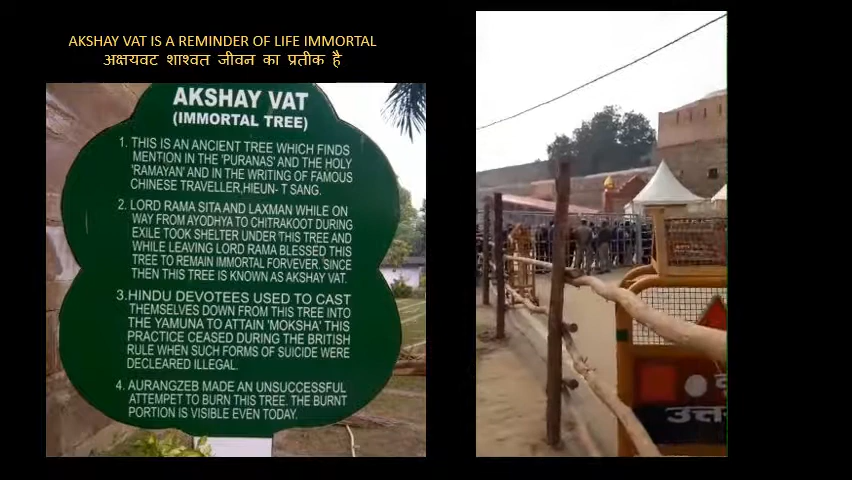 AKSHAY VAT IS A REMINDER OF LIFE IMMORTAL
अक्षयवट शाश्वत जीवन का प्रतीक है
AKSHAY VAT
(IMMORTAL TREE)
1. THIS IS AN ANCIENT TREE WHICH FINDS
MENTION IN THE 'PURANAS' AND THE HOLY
'RAMAYAN' AND IN THE WRITING OF FAMOUS
CHINESE TRAVELLER,HIEUN- T SANG.
2. LORD RAMA SITA AND LAXMAN WHILE ON
WAY FROM AYODHYA TO CHITRAKOOT DURING
EXILE TOOK SHELTER UNDER THIS TREE AND
WHILE LEAVING LORD RAMA BLESSED THIS
TREE TO REMAIN IMMORTAL FORVEVER. SINCE
THEN THIS TREE IS KNOWN AS AKSHAY VAT.
3.HINDU DEVOTEES USED TO CAST
THEMSELVES DOWN FROM THIS TREE INTO
THE YAMUNA TO ATTAIN 'MOKSHA' THIS
PRACTICE CEASED DURING THE BRITISH
RULE WHEN SUCH FORMS OF SUICIDE WERE
DECLEARED ILLEGAL.
4. AURANGZEB MADE AN UNSUCCESSFUL
ATTEMPET TO BURN THIS TREE. THE BURNT
PORTION IS VISIBLE EVEN TODAY.